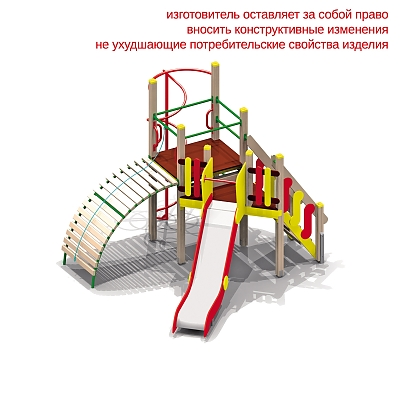 изготовитель оставляет за собой право
вносить конструктивные изменения
не ухудшающие потребительские свойства изделия